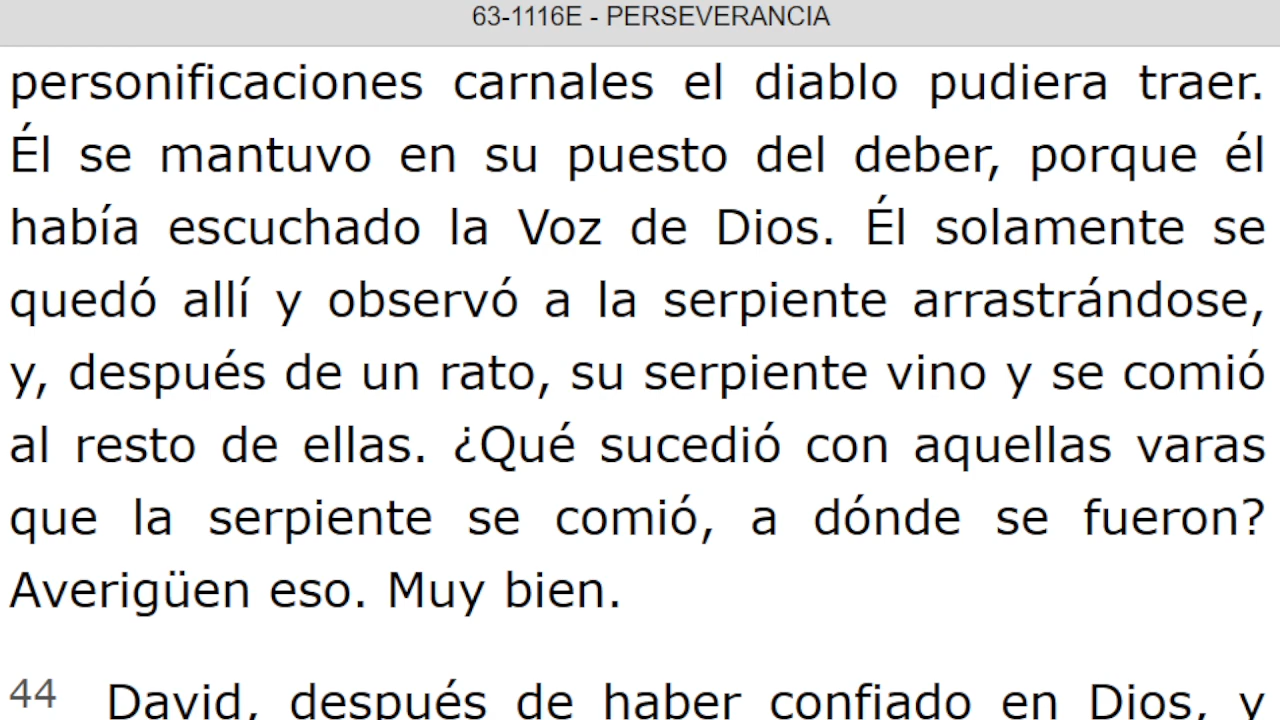 63-1116E - PERSEVERANCIA
personificaciones carnales el diablo pudiera traer.
Él se mantuvo en su puesto del deber, porque él
había escuchado la Voz de Dios. Él solamente se
quedó allí y observó a la serpiente arrastrándose,
y, después de un rato, su serpiente vino y se comió
al resto de ellas. ¿Qué sucedió con aquellas varas
que la serpiente se comió, a dónde se fueron?
Averigüen eso. Muy bien.
44 David, después de haber confiado en Dios, y